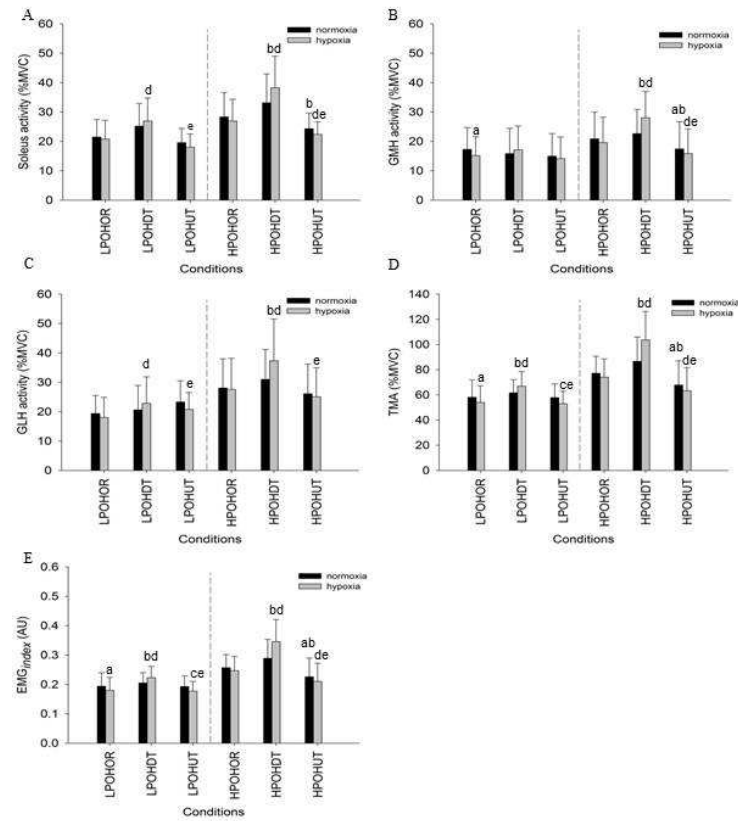 A
60
50
40
30
20
10
0
Soleus activity (%MVC)
normoxia
hypoxia
d
e
bd
b
de
LPOHOR
LPOHDT
LPOHUT
HPOHOR
HPOHDT
HPOHUT
Conditions
B
60
50
40
30
20
10
0
GMH activity (%MVC)
normoxia
hypoxia
a
bd
ab
de
LPOHOR
LPOHDT
LPOHUT
HPOHOR
HPOHDT
HPOHUT
Conditions
C
60
50
40
30
20
10
0
GLH activity (%MVC)
normoxia
hypoxia
d
e
bd
e
LPOHOR
LPOHDT
LPOHUT
HPOHOR
HPOHDT
HPOHUT
Conditions
D
140
120
100
80
60
40
20
0
TMA (%MVC)
normoxia
hypoxia
a
bd
ce
bd
ab
de
LPOHOR
LPOHDT
LPOHUT
HPOHOR
HPOHDT
HPOHUT
Conditions
E
0.6
0.5
0.4
0.3
0.2
0.1
0.0
EMGindex (AU)
normoxia
hypoxia
a
bd
ce
bd
ab
de
LPOHOR
LPOHDT
LPOHUT
HPOHOR
HPOHDT
HPOHUT
Conditions